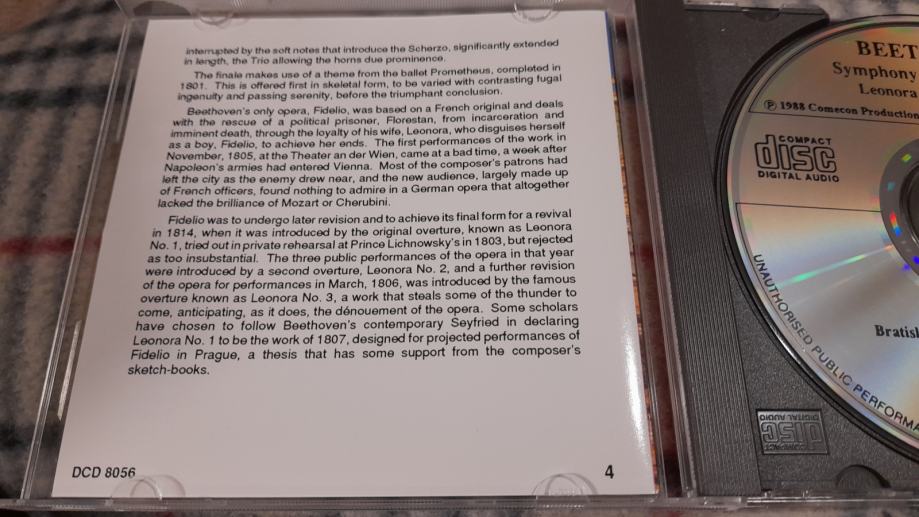 interrupted by the soft notes that introduce the Scherzo, significantly extended
in length, the Trio allowing the horns due prominence.
The finale makes use of a theme from the ballet Prometheus, completed in
1801. This is offered first in skeletal form, to be varied with contrasting fugal
ingenuity and passing serenity, before the triumphant conclusion.
Beethoven's only opera, Fidelio, was based on a French original and deals
with the rescue of a political prisoner, Florestan, from incarceration and
imminent death, through the loyalty of his wife, Leonora, who disguises herself
as a boy, Fidelio, to achieve her ends. The first performances of the work in
November, 1805, at the Theater an der Wien, came at a bad time, a week after
Napoleon's armies had entered Vienna. Most of the composer's patrons had
left the city as the enemy drew near, and the new audience, largely made up
of French officers, found nothing to admire in a German opera that altogether
lacked the brilliance of Mozart or Cherubini.
Fidelio was to undergo later revision and to achieve its final form for a revival
in 1814, when it was introduced by the original overture, known as Leonora
No. 1, tried out in private rehearsal at Prince Lichnowsky's in 1803, but rejected
as too insubstantial. The three public performances of the opera in that year
were introduced by a second overture, Leonora No. 2, and a further revision
of the opera for performances in March, 1806, was introduced by the famous
overture known as Leonora No. 3, a work that steals some of the thunder to
come, anticipating, as it does, the dénouement of the opera. Some scholars
have chosen to follow Beethoven's contemporary Seyfried in declaring
Leonora No. 1 to be the work of 1807, designed for projected performances of
Fidelio in Prague, a thesis that has some support from the composer's
sketch-books.
DCD 8056
4
BEET
Symphony
Leonora
℗ 1988 Comecon Production
COMPACT
disc
DIGITAL AUDIO
Bratisl
UNAUTHORISED PUBLIC PERFORMA
COMPACT
disc
DIGITAL AUDIO